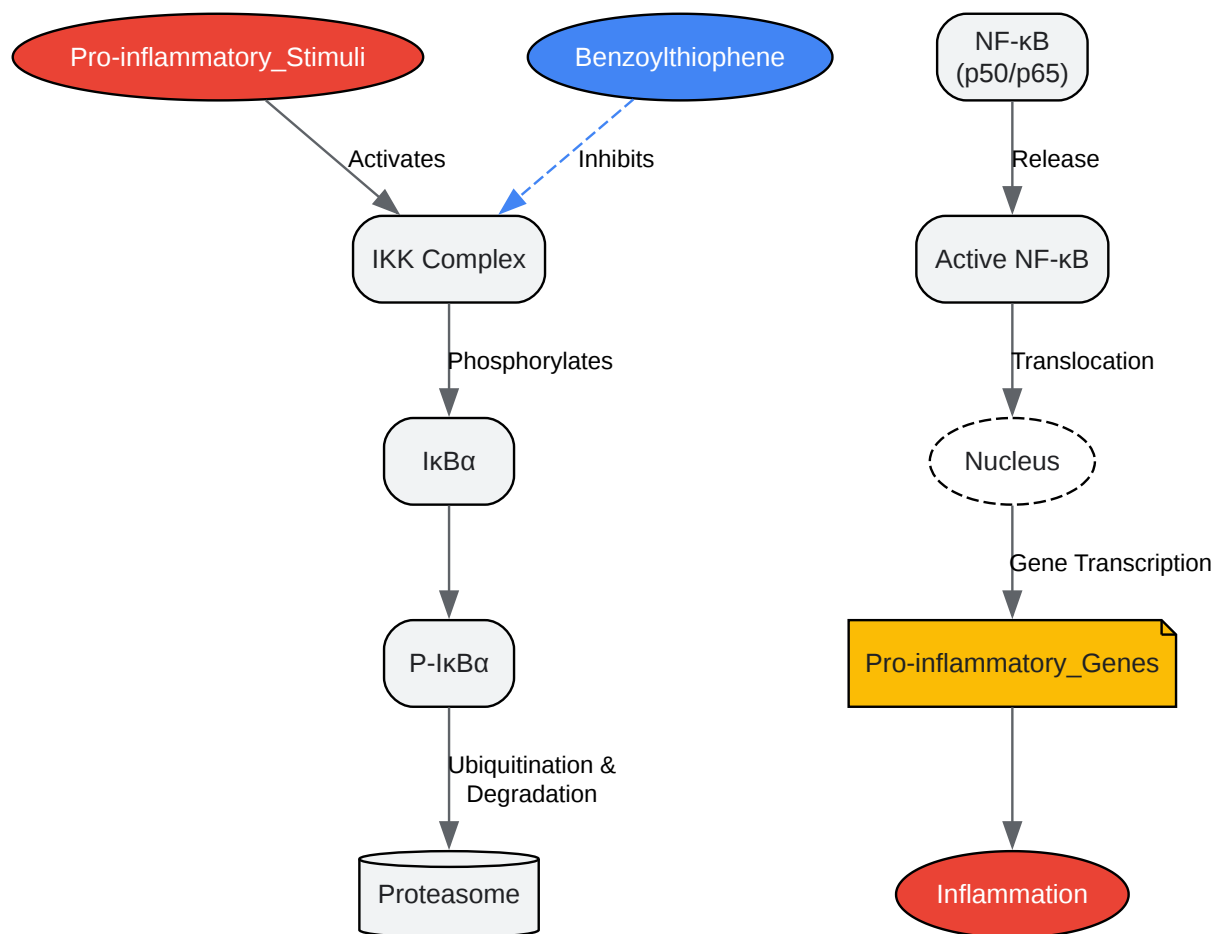 Pro-inflammatory_Stimuli
Benzoylthiophene
NF-κB
(p50/p65)
Activates
Inhibits
Release
IKK Complex
Active NF-κB
Phosphorylates
Translocation
IκBα
Nucleus
Gene Transcription
P-IκBα
Pro-inflammatory_Genes
Ubiquitination &
Degradation
Proteasome
Inflammation